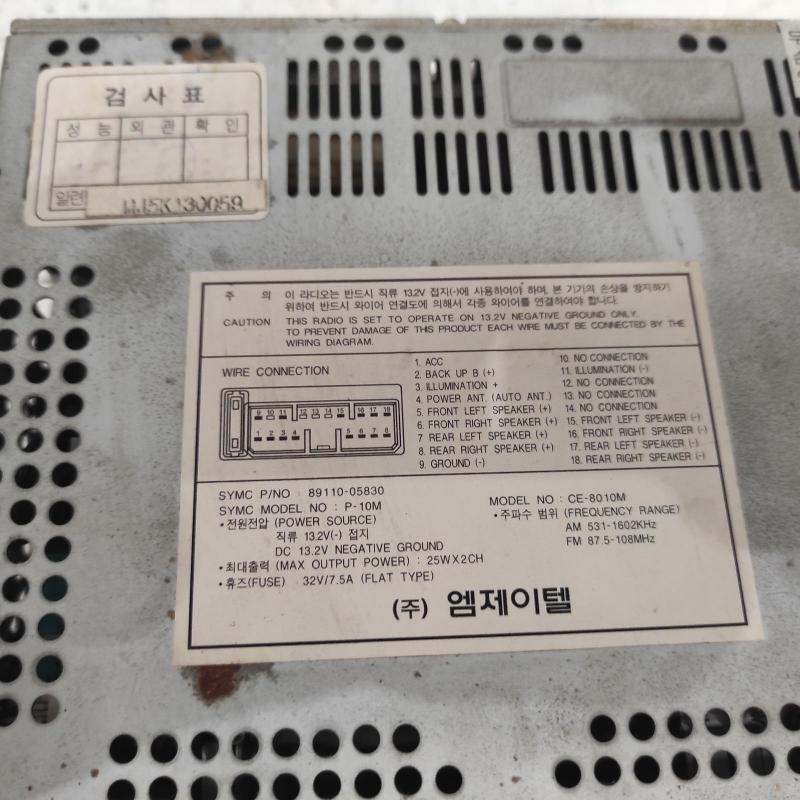 검 사 표
성 능 외 관 확 인
일련
주 의 이 라디오는 반드시 직류 13.2V 접지(-)에 사용하여야 하며, 본 기기의 손상을 방지하기
위하여 반드시 와이어 연결도에 의해서 각종 와이어를 연결하여야 합니다.
CAUTION THIS RADIO IS SET TO OPERATE ON 13.2V NEGATIVE GROUND ONLY.
TO PREVENT DAMAGE OF THIS PRODUCT EACH WIRE MUST BE CONNECTED BY THE
WIRING DIAGRAM.
WIRE CONNECTION
9 10 11 12 13 14 15 16 17 18
1 2 3 4 5 6 7 8
1. ACC
2. BACK UP B (+)
3. ILLUMINATION +
4. POWER ANT. (AUTO ANT.)
5. FRONT LEFT SPEAKER (+)
6. FRONT RIGHT SPEAKER (+)
7 REAR LEFT SPEAKER (+)
8. REAR RIGHT SPEAKER (+)
9. GROUND (-)
10. NO CONNECTION
11. ILLUMINATION (-)
12. NO CONNECTION
13. NO CONNECTION
14. NO CONNECTION
15. FRONT LEFT SPEAKER (-)
16. FRONT RIGHT SPEAKER (-)
17. REAR LEFT SPEAKER (-)
18. REAR RIGHT SPEAKER (-)
SYMC P/NO : 89110-05830
SYMC MODEL NO : P-10M
• 전원전압 (POWER SOURCE)
직류 13.2V(-) 접지
DC 13.2V NEGATIVE GROUND
• 최대출력 (MAX OUTPUT POWER) : 25WX2CH
• 휴즈(FUSE) 32V/7.5A (FLAT TYPE)
MODEL NO : CE-8010M
• 주파수 범위 (FREQUENCY RANGE)
AM 531-1602KHz
FM 87.5-108MHz
(주) 엠제이텔